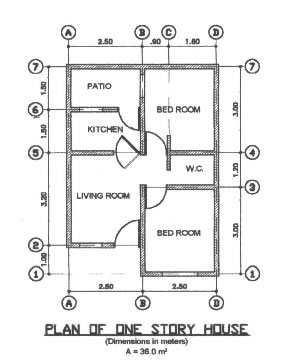 A B C D
2.50 .90 1.60
7 7
PATIO
1.50
6
BED ROOM
3.00
KITCHEN
1.50
5 4
W.C.
1.20
LIVING ROOM
3
3.20
BED ROOM
3.00
2
1.00
1 1
2.50 2.50
A B D
PLAN OF ONE STORY HOUSE
(Dimensions in meters)
A = 36.0 m²